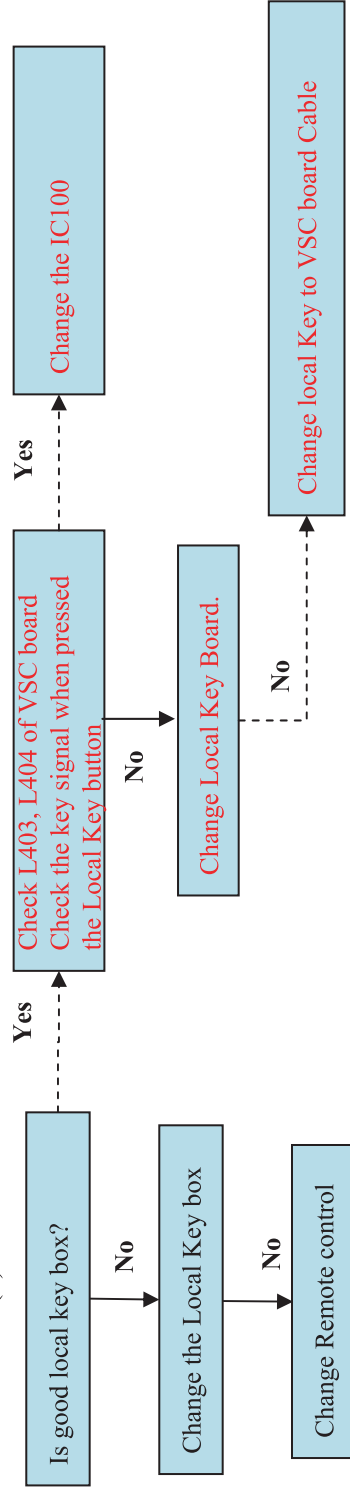 Is good local key box?
Yes
No
Change the Local Key box
No
Change Remote control
Check L403, L404 of VSC board
Check the key signal when pressed
the Local Key button
Yes
Change the IC100
No
Change Local Key Board.
No
Change local Key to VSC board Cable